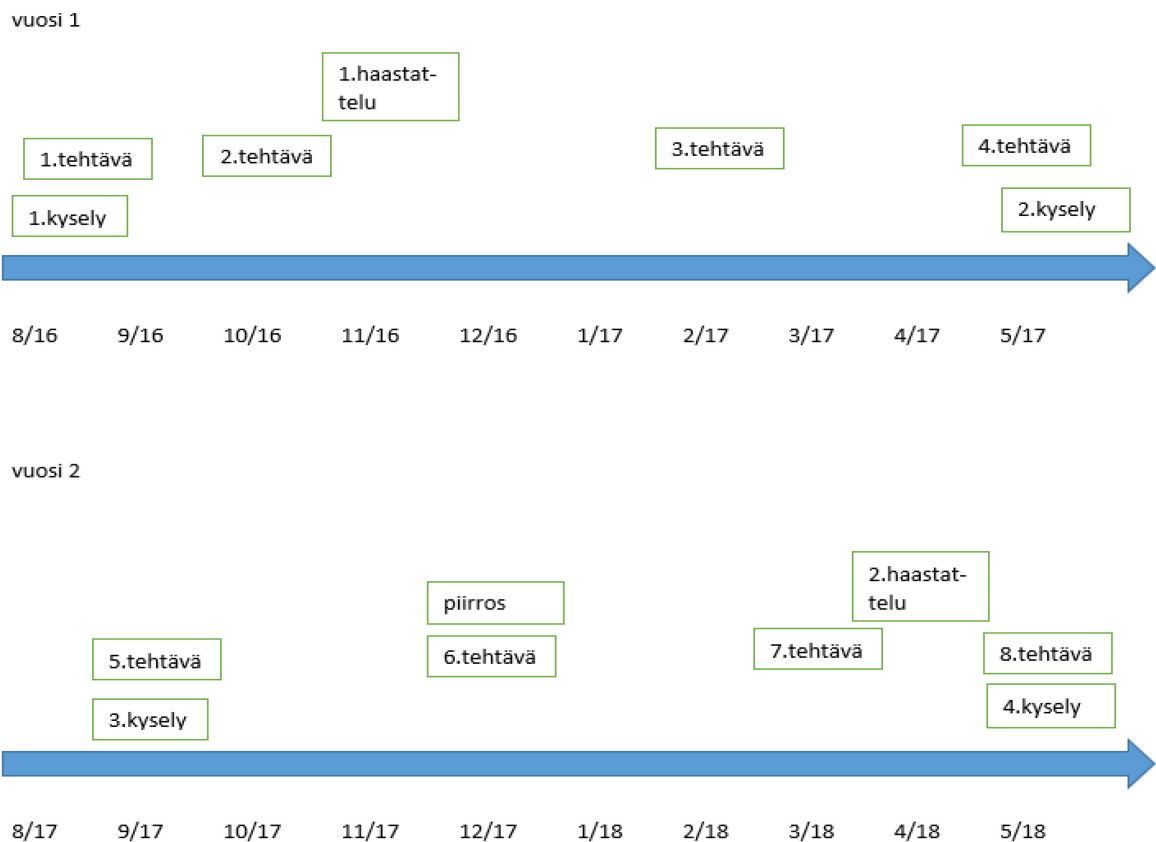 vuosi 1
1.haastat-
telu
1.tehtävä
2.tehtävä
3.tehtävä
4.tehtävä
1.kysely
2.kysely
8/16 9/16 10/16 11/16 12/16 1/17 2/17 3/17 4/17 5/17
vuosi 2
2.haastat-
telu
piirros
5.tehtävä
6.tehtävä
7.tehtävä
8.tehtävä
3.kysely
4.kysely
8/17 9/17 10/17 11/17 12/17 1/18 2/18 3/18 4/18 5/18